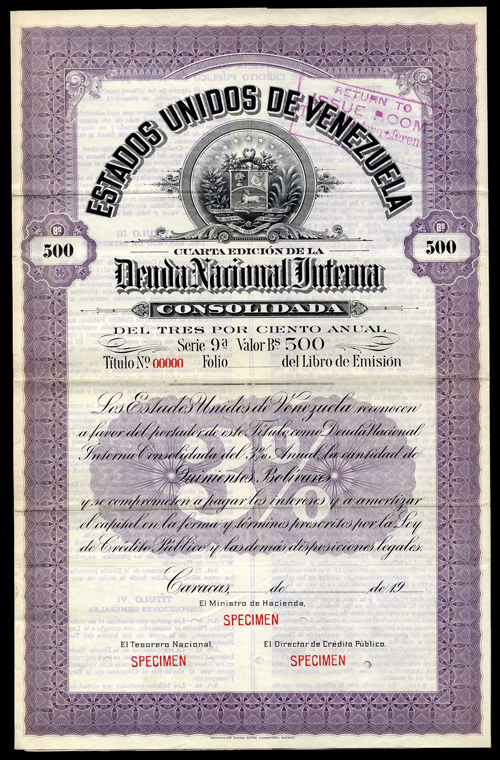 RETURN TO
ISSUE ROOM
ESTADOS UNIDOS DE VENEZUELA
Bs 500
Bs 500
CUARTA EDICIÓN DE LA
Deuda Nacional Interna
CONSOLIDADA
DEL TRES POR CIENTO ANUAL
Serie 9a Valor Bs 500
Título No 00000 Folio del Libro de Emisión
3%
Los Estados Unidos de Venezuela reconocen
a favor del portador de este Título como Deuda Nacional
Interna Consolidada del 3% Anual, la cantidad de
Quinientos Bolívares
y se comprometen a pagar los intereses y a amortizar
el capital en la forma y términos prescritos por la Ley
de Crédito Público y las demás disposiciones legales.
Caracas, de de 19
El Ministro de Hacienda,
SPECIMEN
El Tesorero Nacional, El Director de Crédito Público,
SPECIMEN SPECIMEN